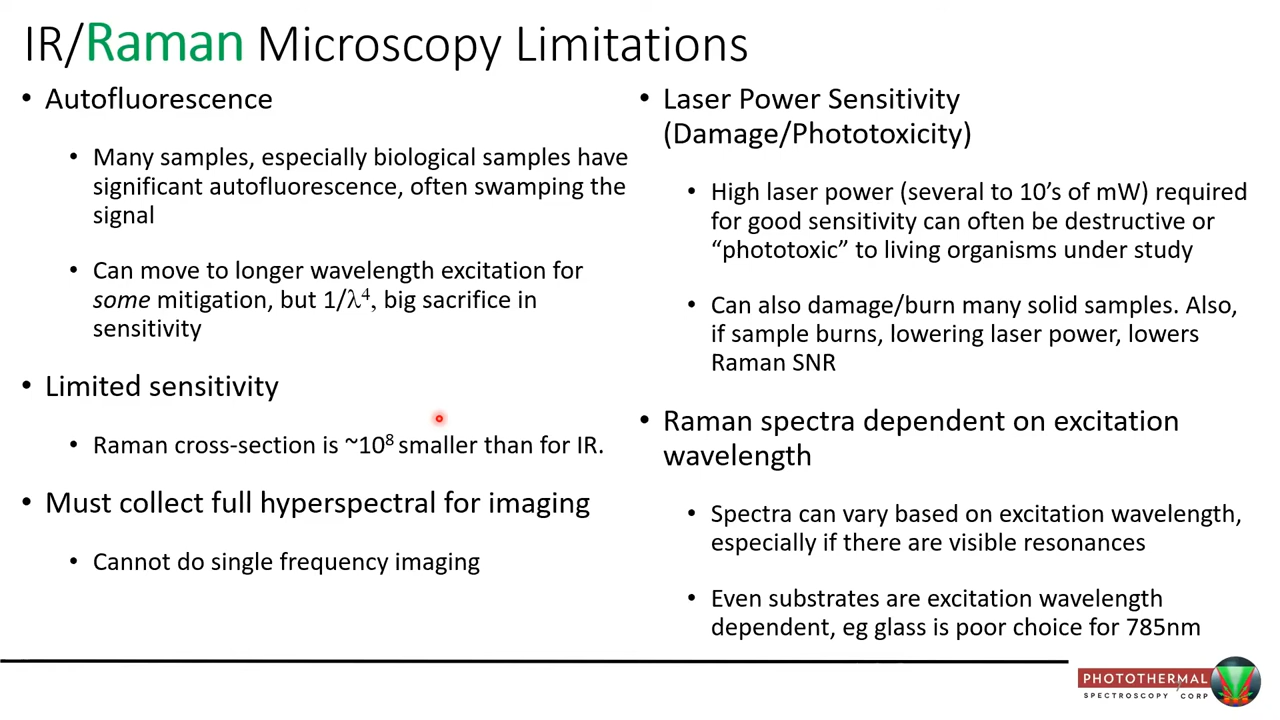 IR/Raman Microscopy Limitations
• Autofluorescence
• Many samples, especially biological samples have
significant autofluorescence, often swamping the
signal
• Can move to longer wavelength excitation for
some mitigation, but 1/λ⁴, big sacrifice in
sensitivity
• Limited sensitivity
• Raman cross-section is ~10⁸ smaller than for IR.
• Must collect full hyperspectral for imaging
• Cannot do single frequency imaging
• Laser Power Sensitivity
(Damage/Phototoxicity)
• High laser power (several to 10’s of mW) required
for good sensitivity can often be destructive or
“phototoxic” to living organisms under study
• Can also damage/burn many solid samples. Also,
if sample burns, lowering laser power, lowers
Raman SNR
• Raman spectra dependent on excitation
wavelength
• Spectra can vary based on excitation wavelength,
especially if there are visible resonances
• Even substrates are excitation wavelength
dependent, eg glass is poor choice for 785nm
PHOTOTHERMAL
SPECTROSCOPY CORP